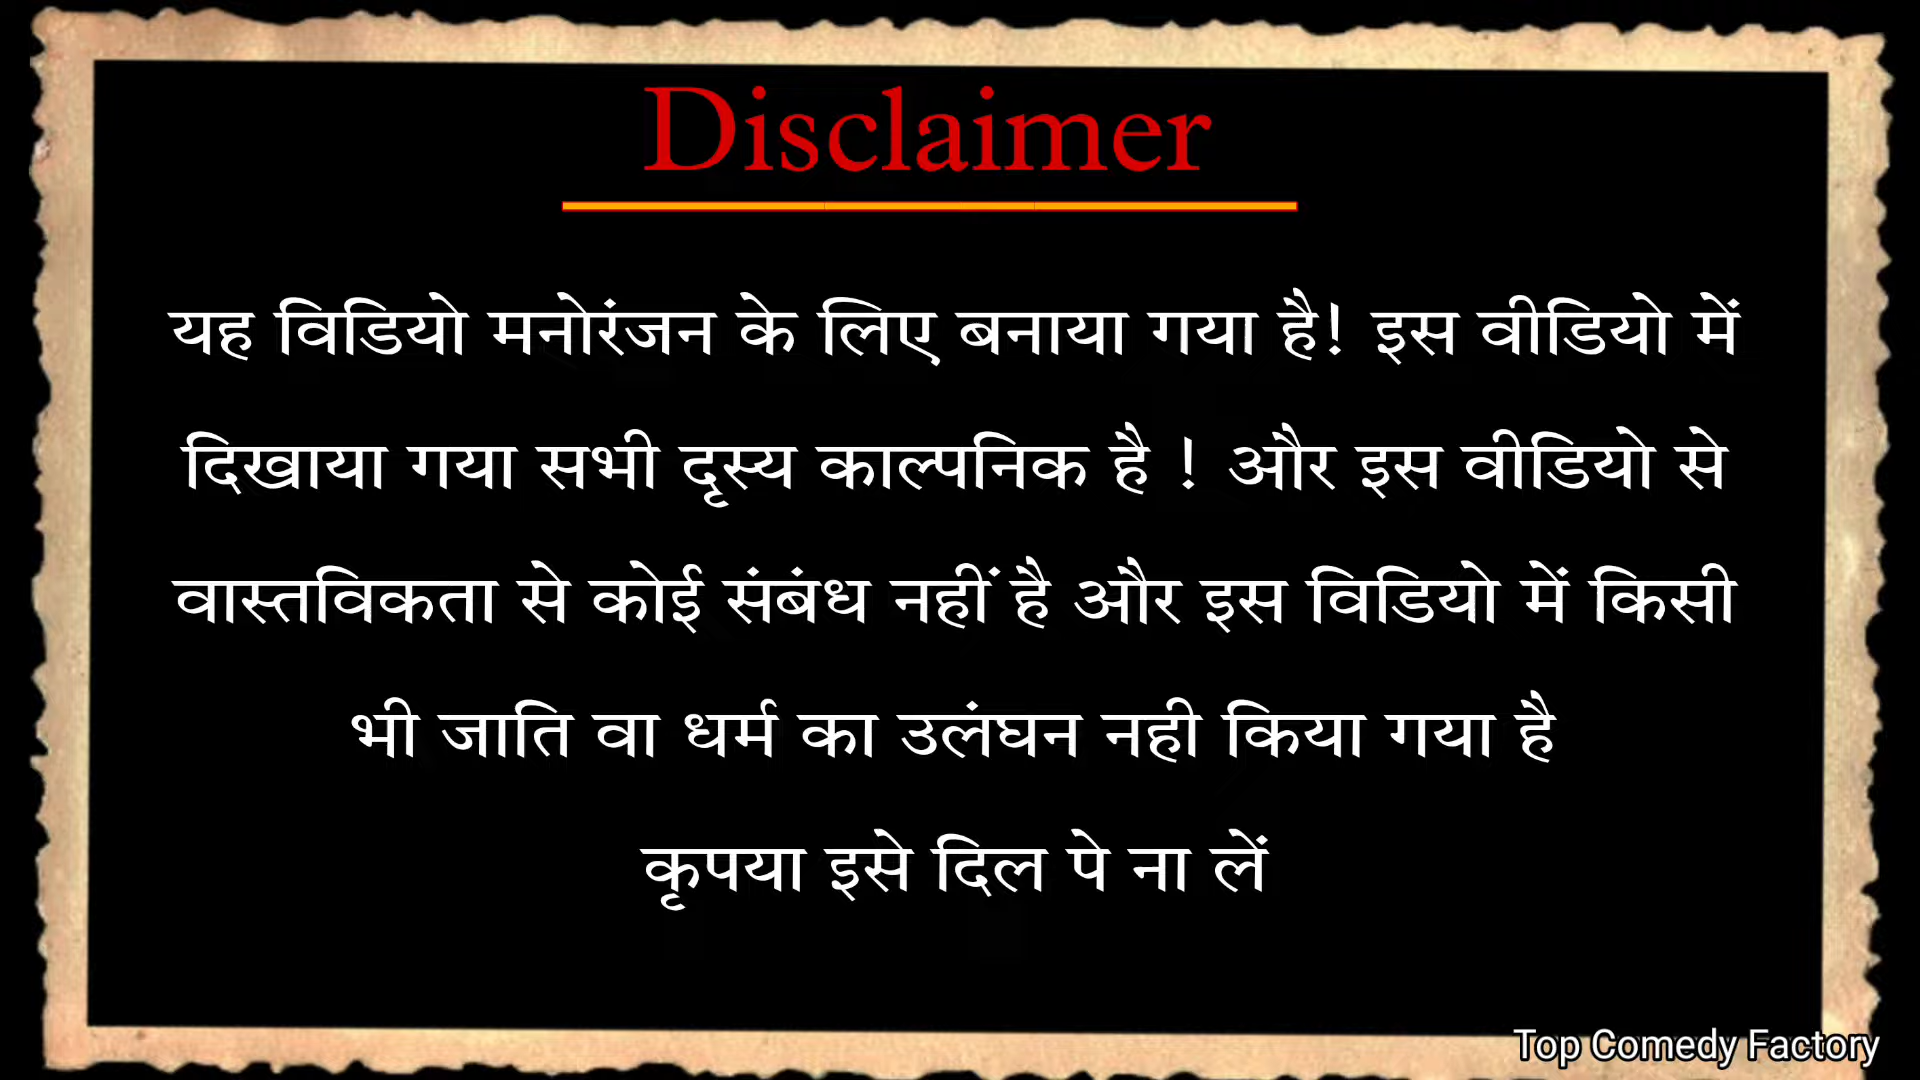 Disclaimer
यह विडियो मनोरंजन के लिए बनाया गया है! इस वीडियो में
दिखाया गया सभी दृस्य काल्पनिक है ! और इस वीडियो से
वास्तविकता से कोई संबंध नहीं है और इस विडियो में किसी
भी जाति वा धर्म का उलंघन नही किया गया है
कृपया इसे दिल पे ना लें
Top Comedy Factory